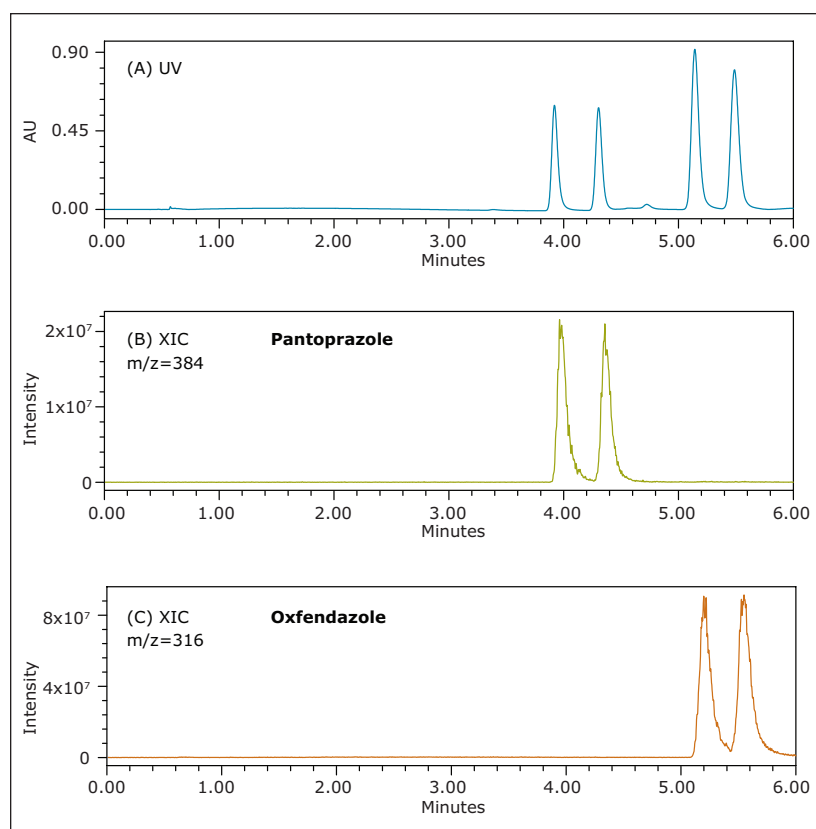 (A) UV
AU
0.90
0.45
0.00
0.00 1.00 2.00 3.00 4.00 5.00 6.00
Minutes
(B) XIC Pantoprazole
m/z=384
Intensity
2x10⁷
1x10⁷
0
0.00 1.00 2.00 3.00 4.00 5.00 6.00
Minutes
(C) XIC Oxfendazole
m/z=316
Intensity
8x10⁷
4x10⁷
0
0.00 1.00 2.00 3.00 4.00 5.00 6.00
Minutes